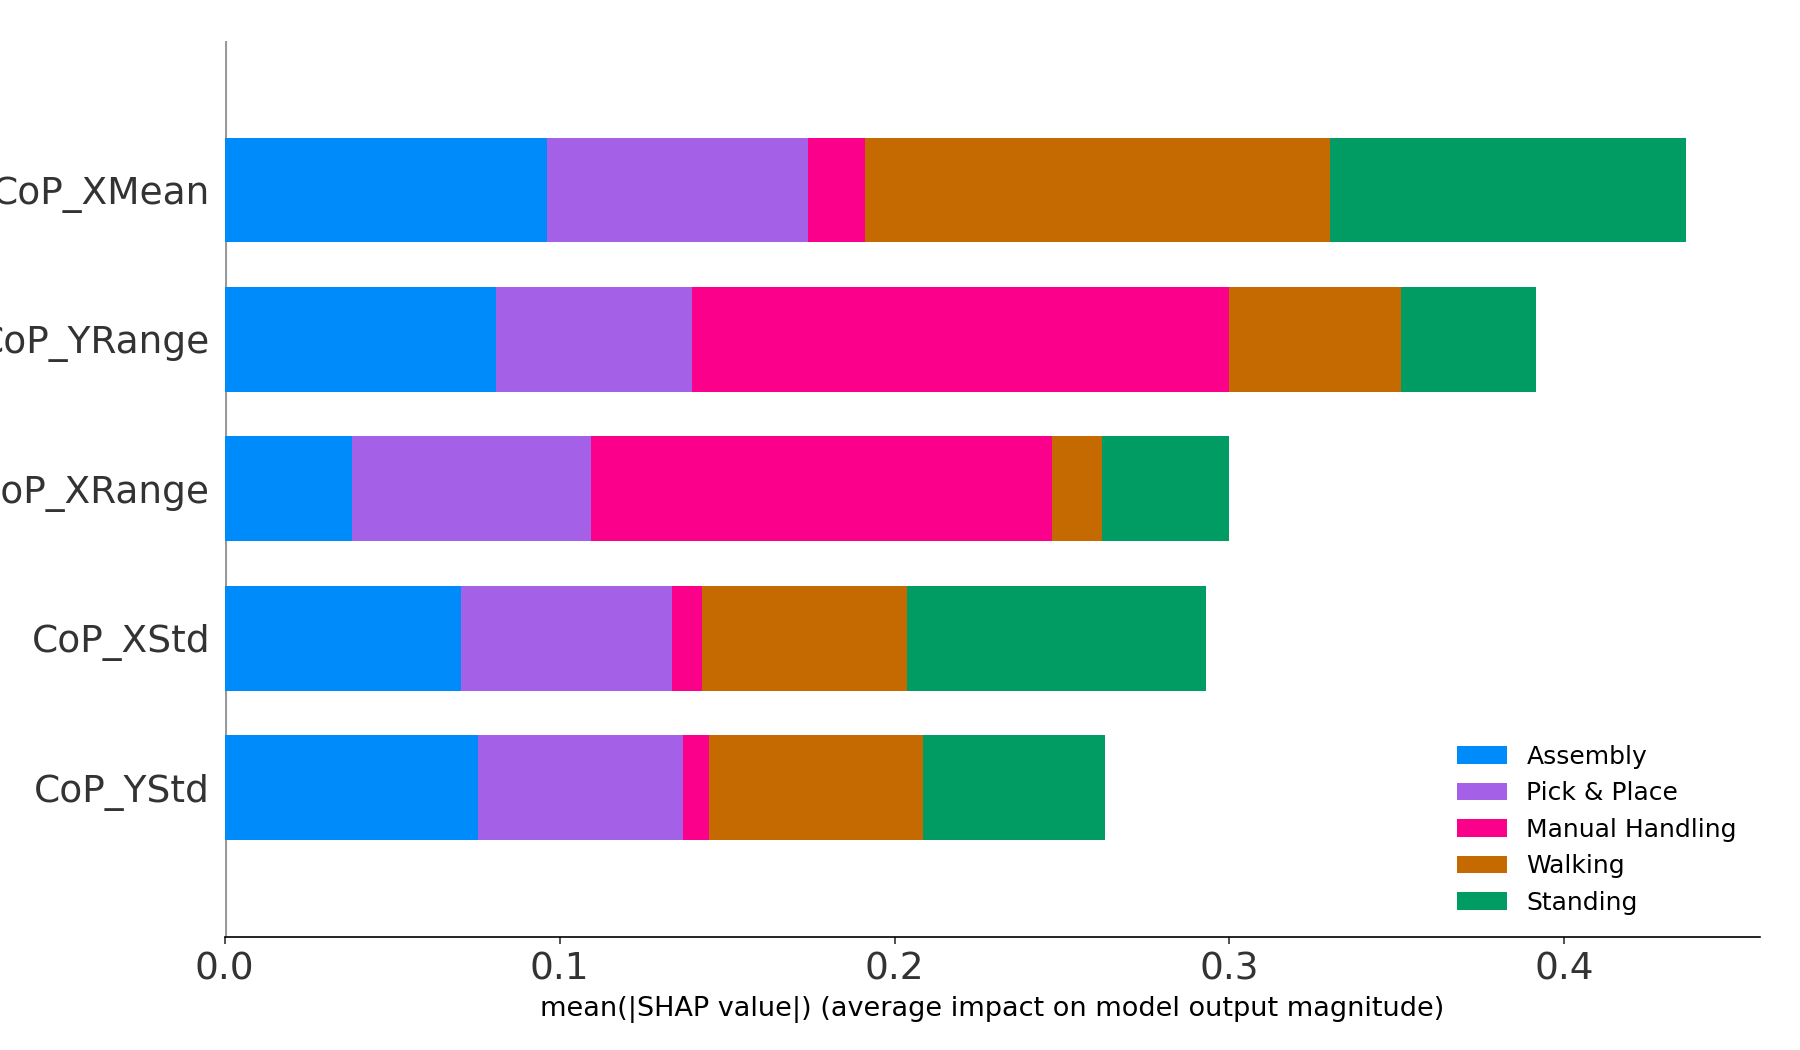 CoP_XMean
CoP_YRange
oP_XRange
CoP_XStd
CoP_YStd
Assembly
Pick & Place
Manual Handling
Walking
Standing
0.0 0.1 0.2 0.3 0.4
mean(|SHAP value|) (average impact on model output magnitude)